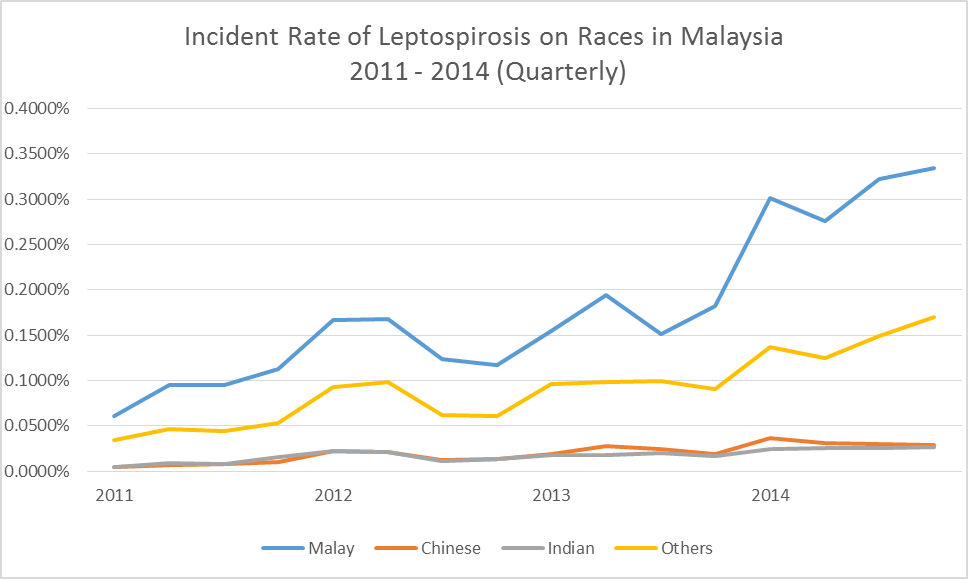 Incident Rate of Leptospirosis on Races in Malaysia
2011 - 2014 (Quarterly)
0.4000%
0.3500%
0.3000%
0.2500%
0.2000%
0.1500%
0.1000%
0.0500%
0.0000%
2011 2012 2013 2014
Malay Chinese Indian Others